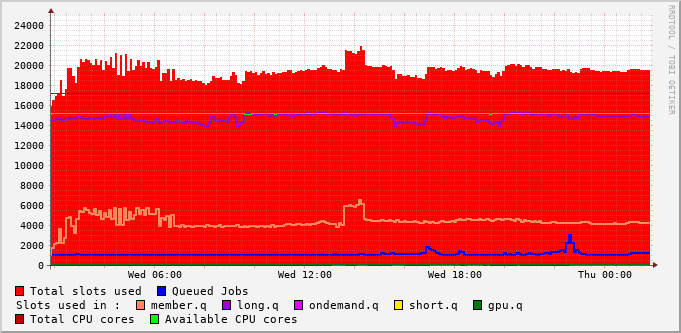 24000
22000
20000
18000
16000
14000
12000
10000
8000
6000
4000
2000
0
Wed 06:00 Wed 12:00 Wed 18:00 Thu 00:00
RRDTOOL / TOBI OETIKER
Total slots used Queued Jobs
Slots used in : member.q long.q ondemand.q short.q gpu.q
Total CPU cores Available CPU cores